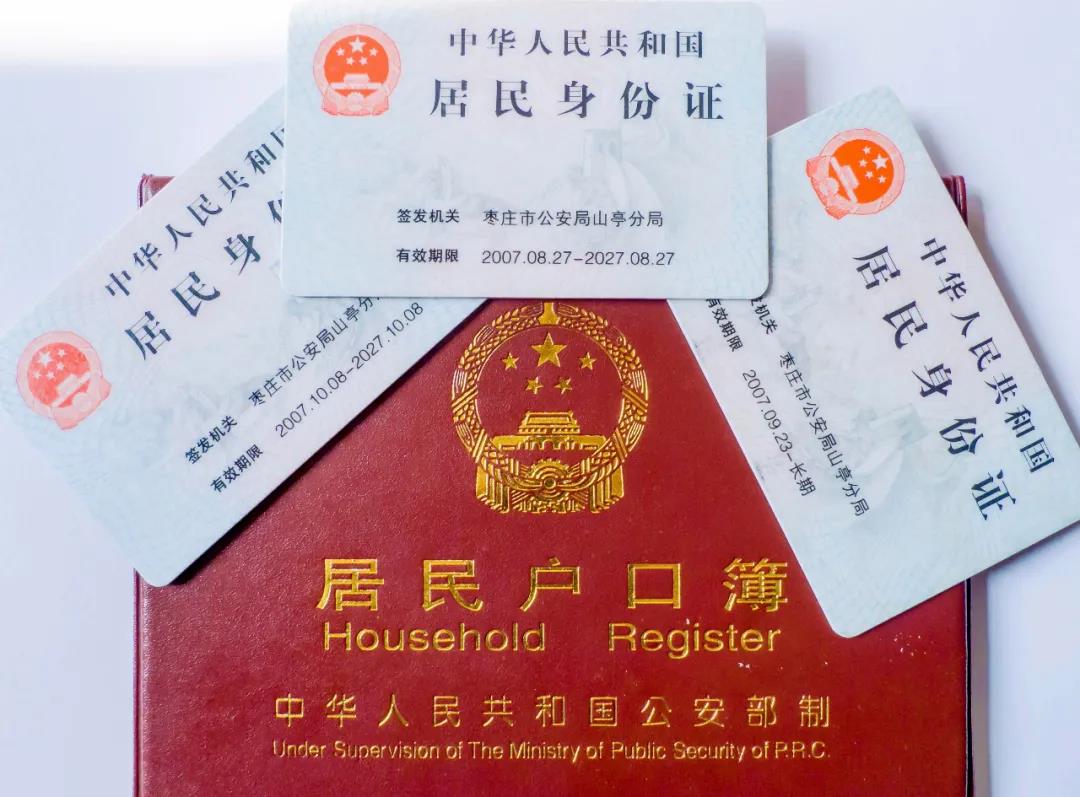 中华人民共和国
居民身份证
签发机关 枣庄市公安局山亭分局
有效期限 2007.08.27-2027.08.27
中华人民共和
居民身
签发机关 枣庄市公安局山亭分
有效期限 2007.10.08-2027.10.08
中华人民共和国
居民身份证
机关 枣庄市公安局山亭分局
有效期限 2007.09.23-长期
居民户口簿
Household Register
中华人民共和国公安部制
Under Supervision of The Ministry of Public Security of P.R.C.